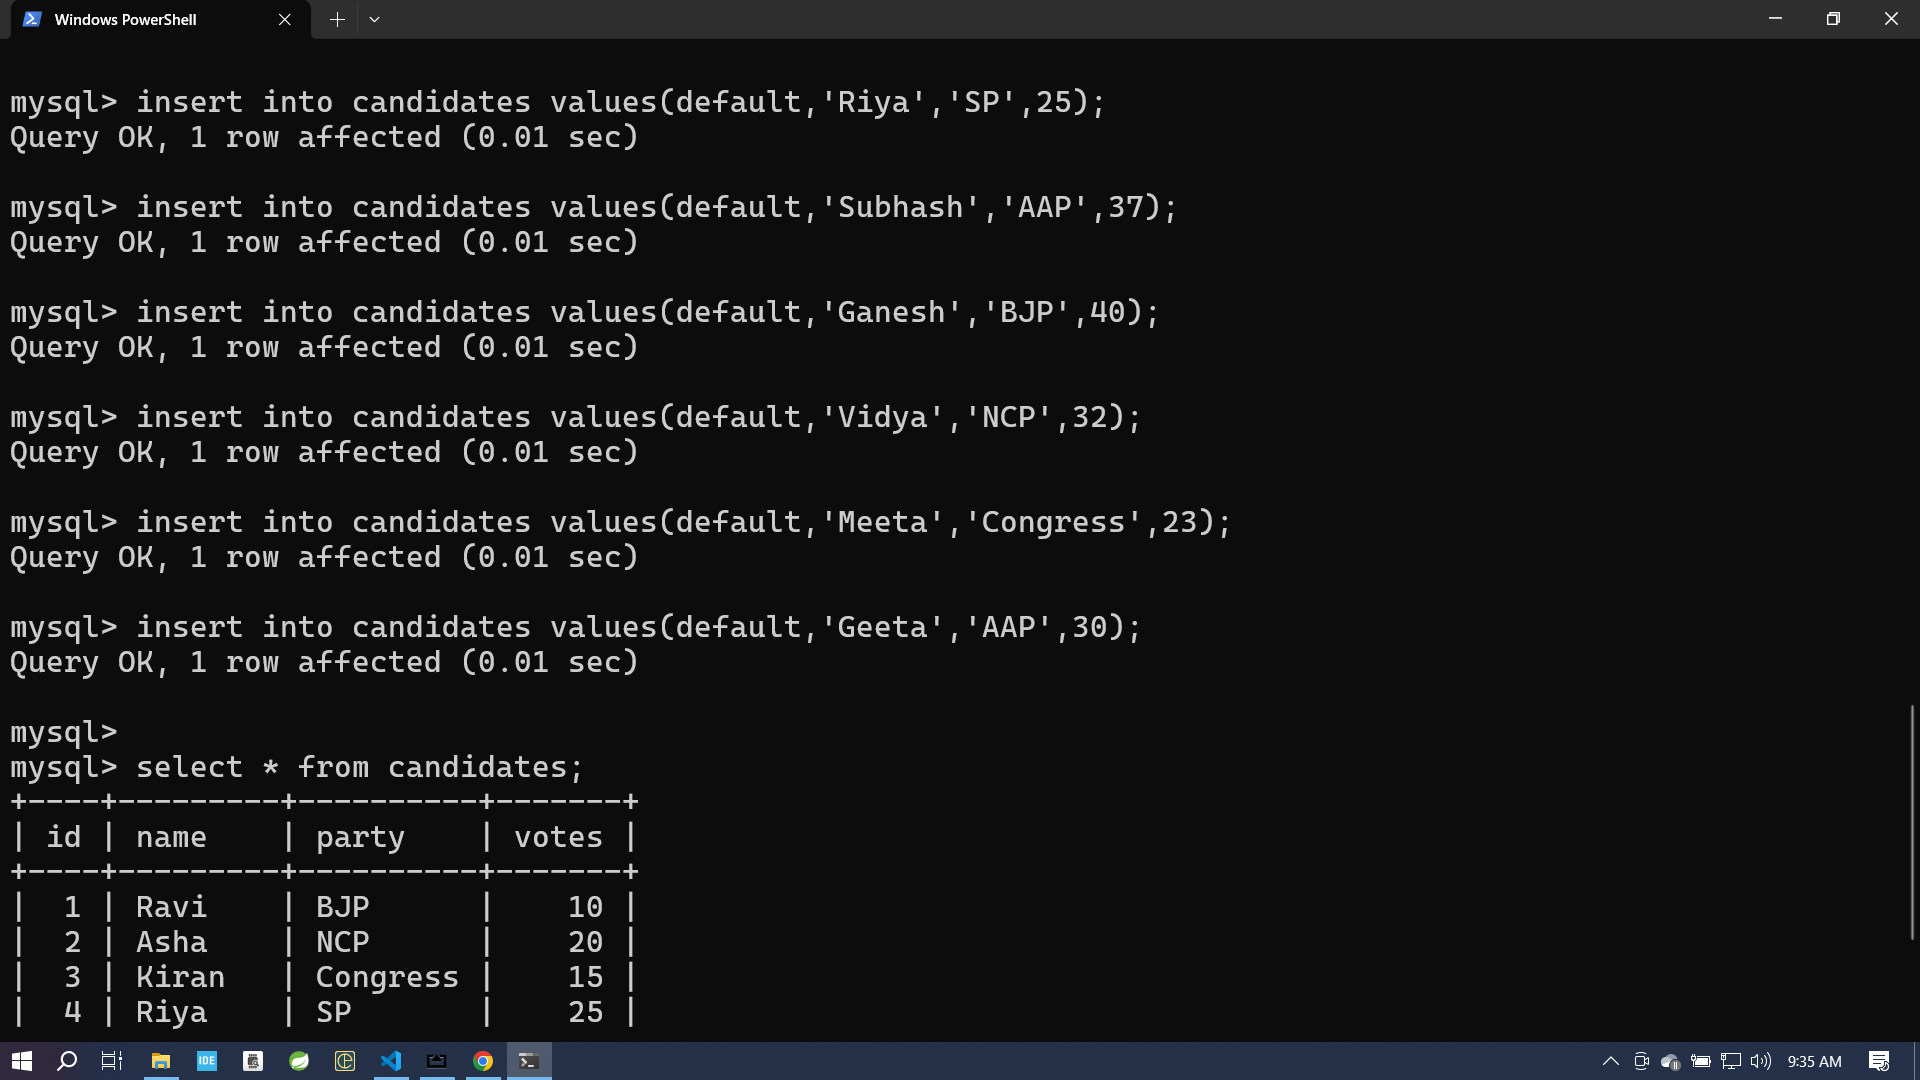 Windows PowerShell
mysql> insert into candidates values(default,'Riya','SP',25);
Query OK, 1 row affected (0.01 sec)
mysql> insert into candidates values(default,'Subhash','AAP',37);
Query OK, 1 row affected (0.01 sec)
mysql> insert into candidates values(default,'Ganesh','BJP',40);
Query OK, 1 row affected (0.01 sec)
mysql> insert into candidates values(default,'Vidya','NCP',32);
Query OK, 1 row affected (0.01 sec)
mysql> insert into candidates values(default,'Meeta','Congress',23);
Query OK, 1 row affected (0.01 sec)
mysql> insert into candidates values(default,'Geeta','AAP',30);
Query OK, 1 row affected (0.01 sec)
mysql>
mysql> select * from candidates;
+----+---------+----------+-------+
| id | name    | party    | votes |
+----+---------+----------+-------+
|  1 | Ravi    | BJP      |    10 |
|  2 | Asha    | NCP      |    20 |
|  3 | Kiran   | Congress |    15 |
|  4 | Riya    | SP       |    25 |
IDE
9:35 AM